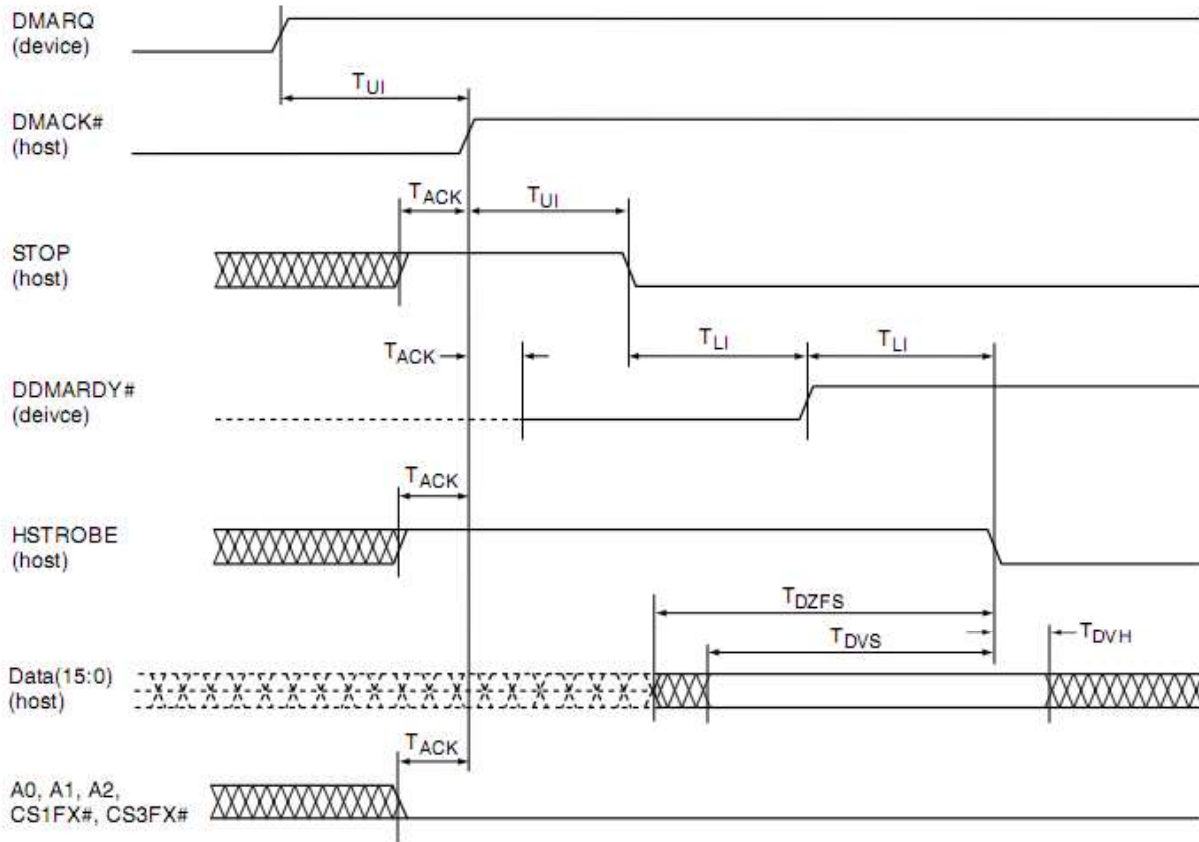 DMARQ
(device)
TUI
DMACK#
(host)
TACK
TUI
STOP
(host)
TLI
TLI
TACK
DDMARDY#
(deivce)
TACK
HSTROBE
(host)
TDZFS
TDVS
TDVH
Data(15:0)
(host)
TACK
A0, A1, A2,
CS1FX#, CS3FX#